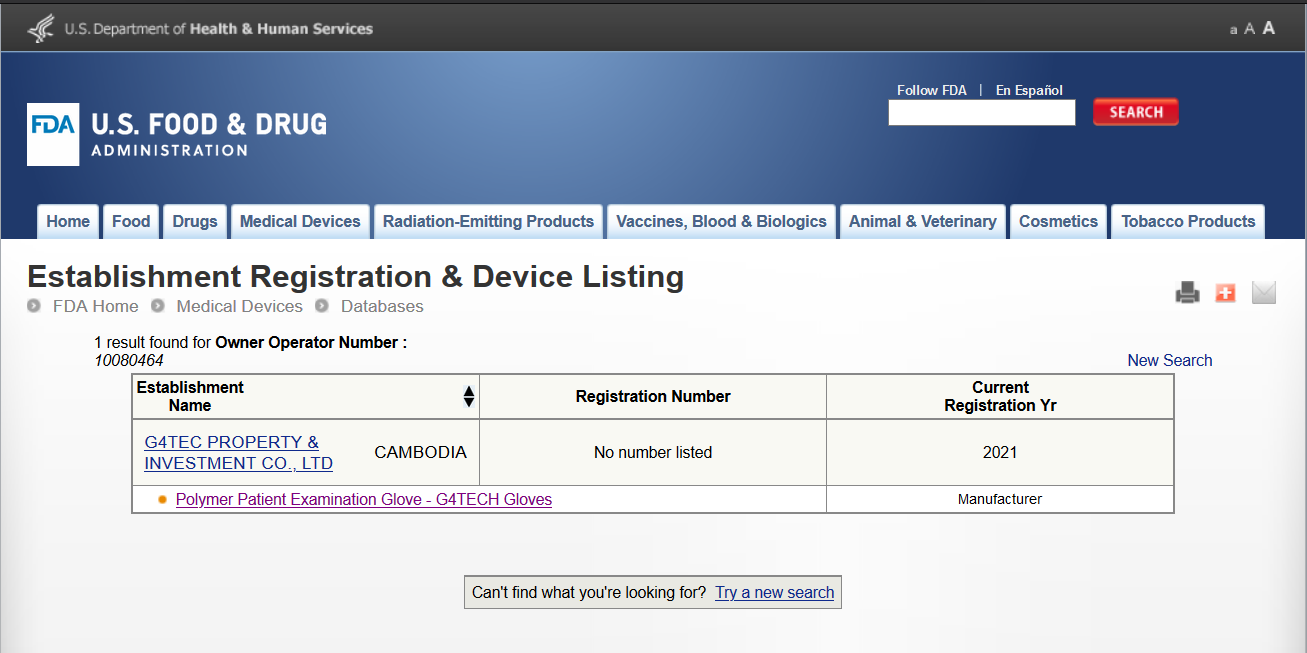 U.S. Department of Health & Human Services
a A A
Follow FDA | En Español
FDA U.S. FOOD & DRUG
ADMINISTRATION
SEARCH
Home Food Drugs Medical Devices Radiation-Emitting Products Vaccines, Blood & Biologics Animal & Veterinary Cosmetics Tobacco Products
Establishment Registration & Device Listing
FDA Home Medical Devices Databases
1 result found for Owner Operator Number :
10080464
New Search
Establishment
Name
Registration Number
Current
Registration Yr
G4TEC PROPERTY &
INVESTMENT CO., LTD
CAMBODIA
No number listed
2021
Polymer Patient Examination Glove - G4TECH Gloves
Manufacturer
Can't find what you're looking for? Try a new search